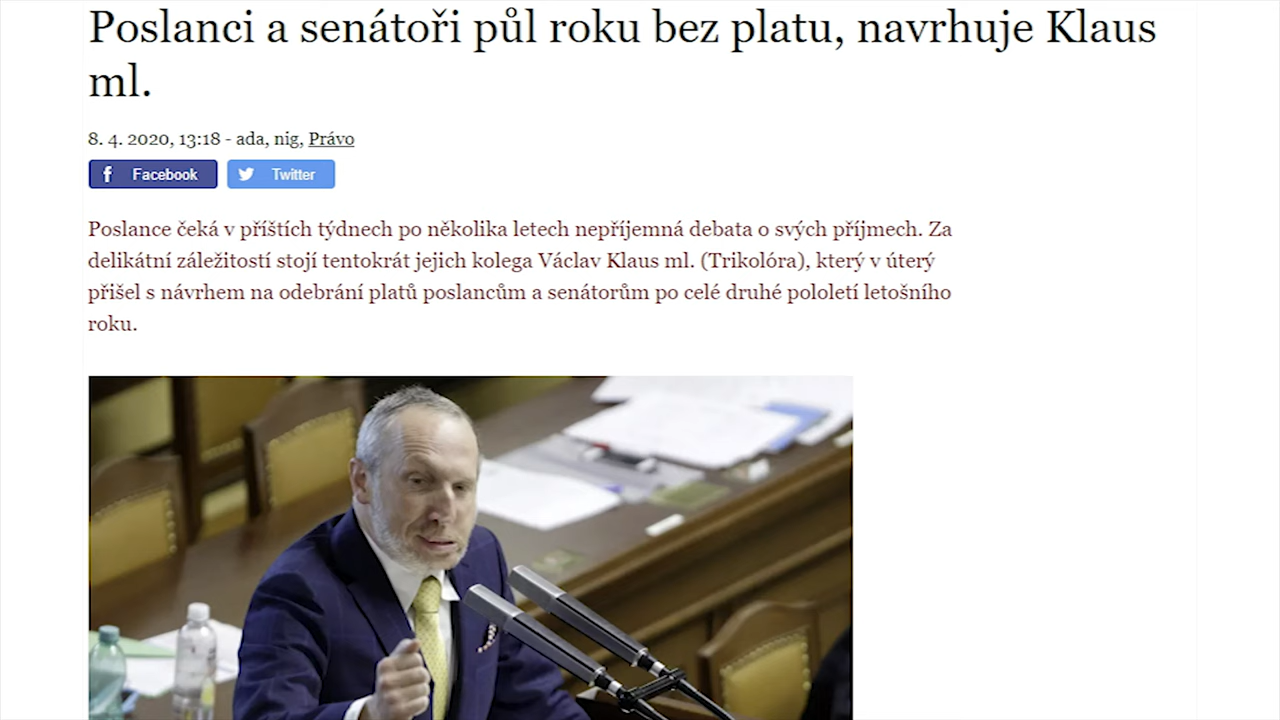 Poslanci a senátoři půl roku bez platu, navrhuje Klaus
ml.
8. 4. 2020, 13:18 - ada, nig, Právo
Facebook
Twitter
Poslance čeká v příštích týdnech po několika letech nepříjemná debata o svých příjmech. Za
delikátní záležitostí stojí tentokrát jejich kolega Václav Klaus ml. (Trikolóra), který v úterý
přišel s návrhem na odebrání platů poslancům a senátorům po celé druhé pololetí letošního
roku.